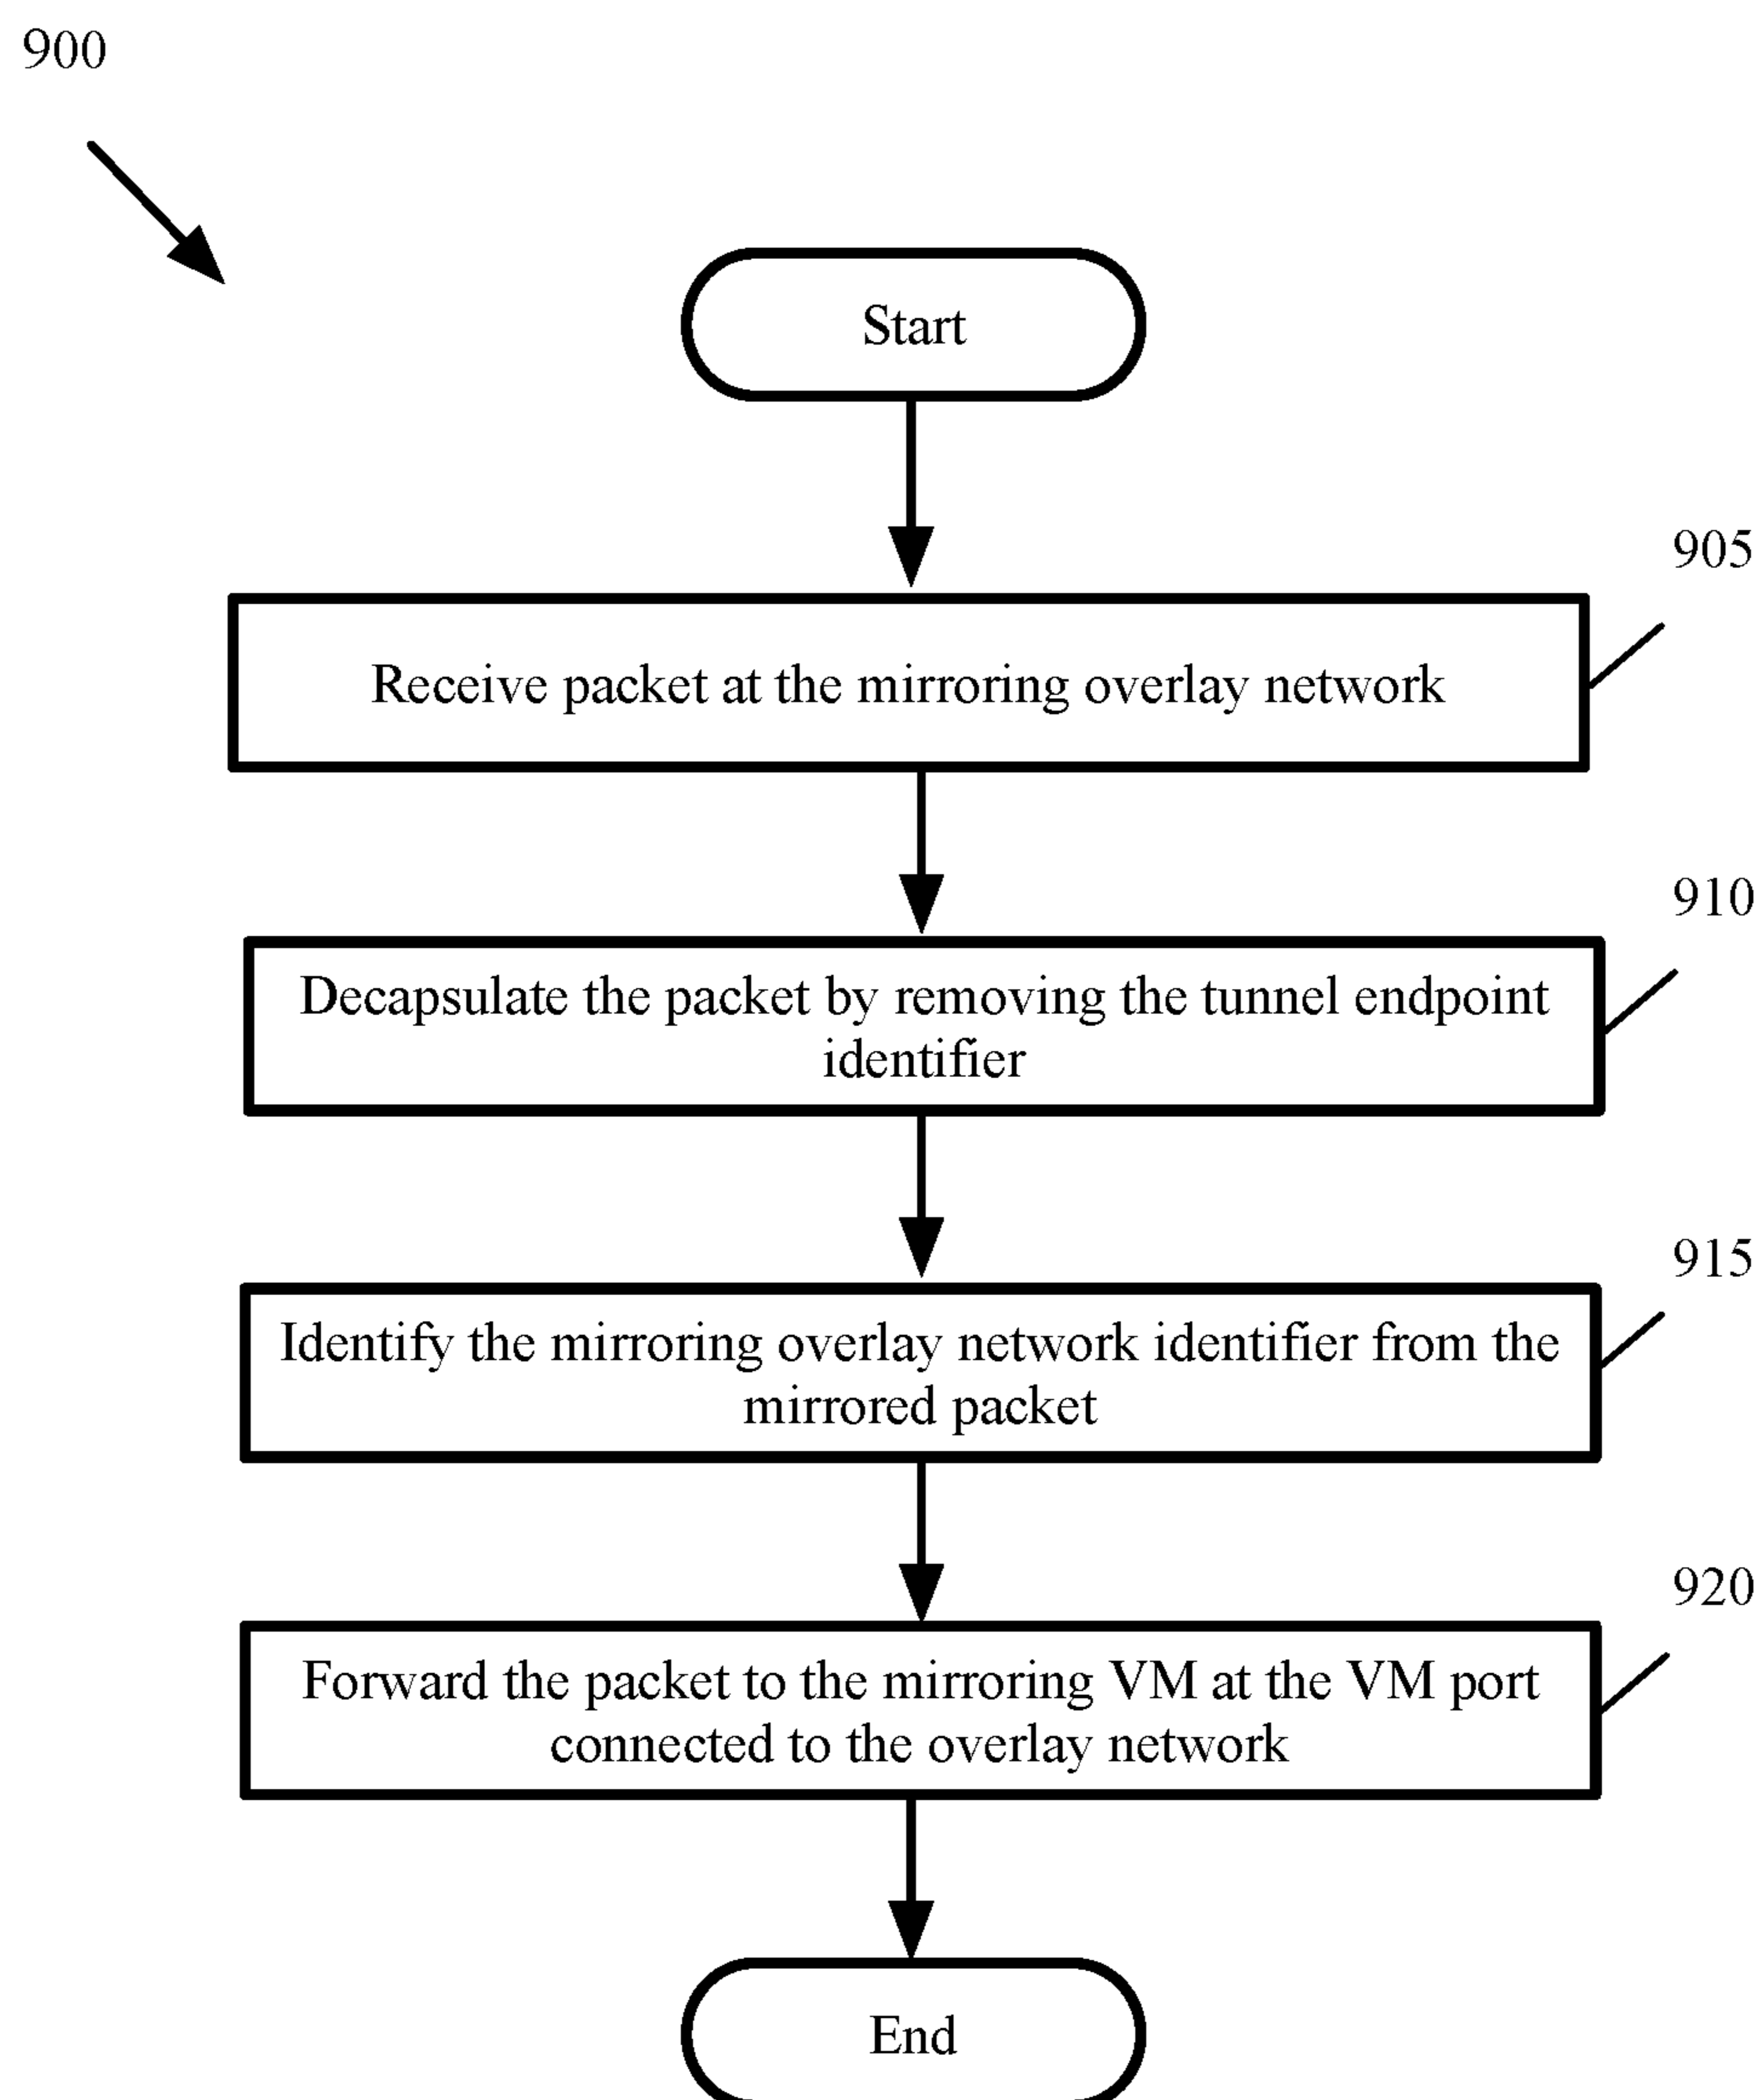 900
Start
905
Receive packet at the mirroring overlay network
910
Decapsulate the packet by removing the tunnel endpoint
identifier
915
Identify the mirroring overlay network identifier from the
mirrored packet
920
Forward the packet to the mirroring VM at the VM port
connected to the overlay network
End